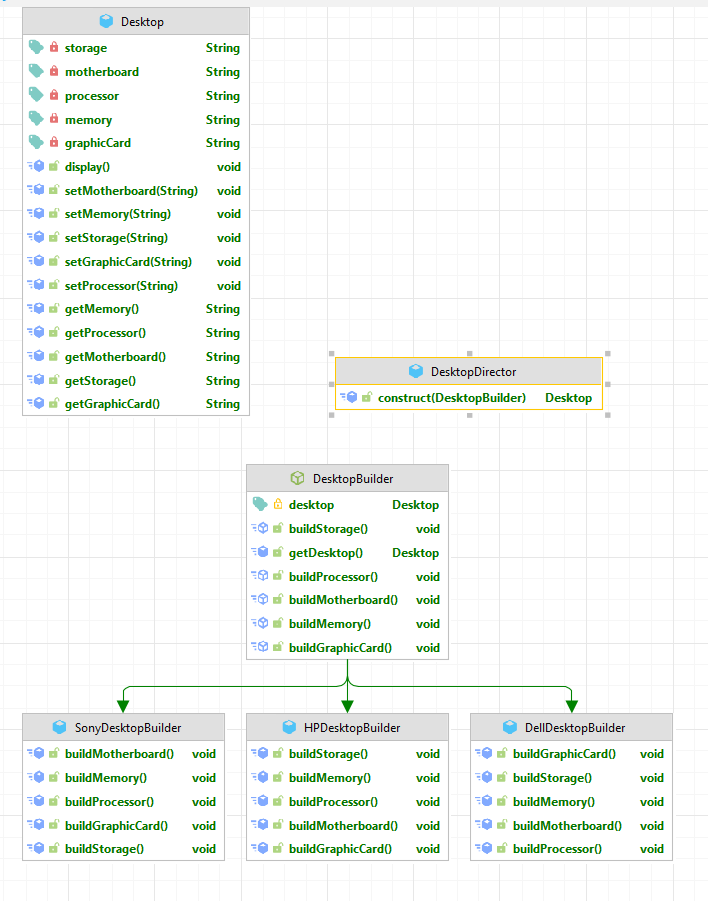 Desktop
storage String
motherboard String
processor String
memory String
graphicCard String
display() void
setMotherboard(String) void
setMemory(String) void
setStorage(String) void
setGraphicCard(String) void
setProcessor(String) void
getMemory() String
getProcessor() String
getMotherboard() String
getStorage() String
getGraphicCard() String
DesktopDirector
construct(DesktopBuilder) Desktop
DesktopBuilder
desktop Desktop
buildStorage() void
getDesktop() Desktop
buildProcessor() void
buildMotherboard() void
buildMemory() void
buildGraphicCard() void
SonyDesktopBuilder
buildMotherboard() void
buildMemory() void
buildProcessor() void
buildGraphicCard() void
buildStorage() void
HPDesktopBuilder
buildStorage() void
buildMemory() void
buildProcessor() void
buildMotherboard() void
buildGraphicCard() void
DellDesktopBuilder
buildGraphicCard() void
buildStorage() void
buildMemory() void
buildMotherboard() void
buildProcessor() void